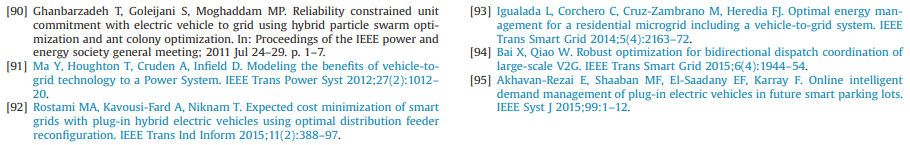 [90] Ghanbarzadeh T, Goleijani S, Moghaddam MP. Reliability constrained unit
commitment with electric vehicle to grid using hybrid particle swarm opti-
mization and ant colony optimization. In: Proceedings of the IEEE power and
energy society general meeting; 2011 Jul 24–29. p. 1–7.
[91] Ma Y, Houghton T, Cruden A, Infield D. Modeling the benefits of vehicle-to-
grid technology to a Power System. IEEE Trans Power Syst 2012;27(2):1012–
20.
[92] Rostami MA, Kavousi-Fard A, Niknam T. Expected cost minimization of smart
grids with plug-in hybrid electric vehicles using optimal distribution feeder
reconfiguration. IEEE Trans Ind Inform 2015;11(2):388–97.
[93] Igualada L, Corchero C, Cruz-Zambrano M, Heredia FJ. Optimal energy man-
agement for a residential microgrid including a vehicle-to-grid system. IEEE
Trans Smart Grid 2014;5(4):2163–72.
[94] Bai X, Qiao W. Robust optimization for bidirectional dispatch coordination of
large-scale V2G. IEEE Trans Smart Grid 2015;6(4):1944–54.
[95] Akhavan-Rezai E, Shaaban MF, El-Saadany EF, Karray F. Online intelligent
demand management of plug-in electric vehicles in future smart parking lots.
IEEE Syst J 2015;99:1–12.